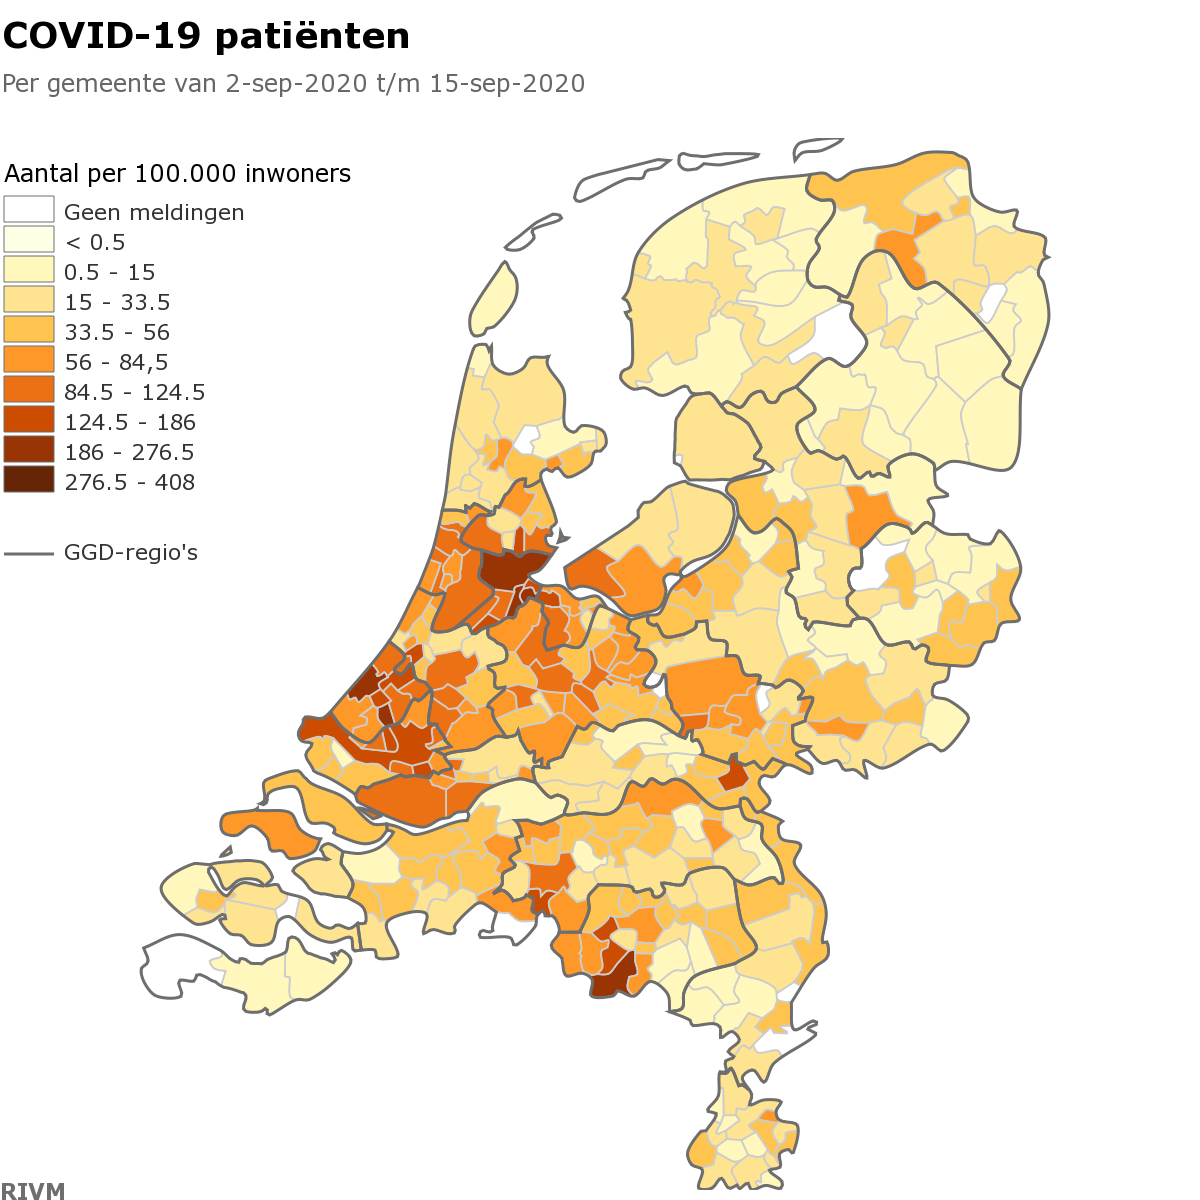 COVID-19 patiënten
Per gemeente van 2-sep-2020 t/m 15-sep-2020
Aantal per 100.000 inwoners
Geen meldingen
< 0.5
0.5 - 15
15 - 33.5
33.5 - 56
56 - 84,5
84.5 - 124.5
124.5 - 186
186 - 276.5
276.5 - 408
GGD-regio's
RIVM